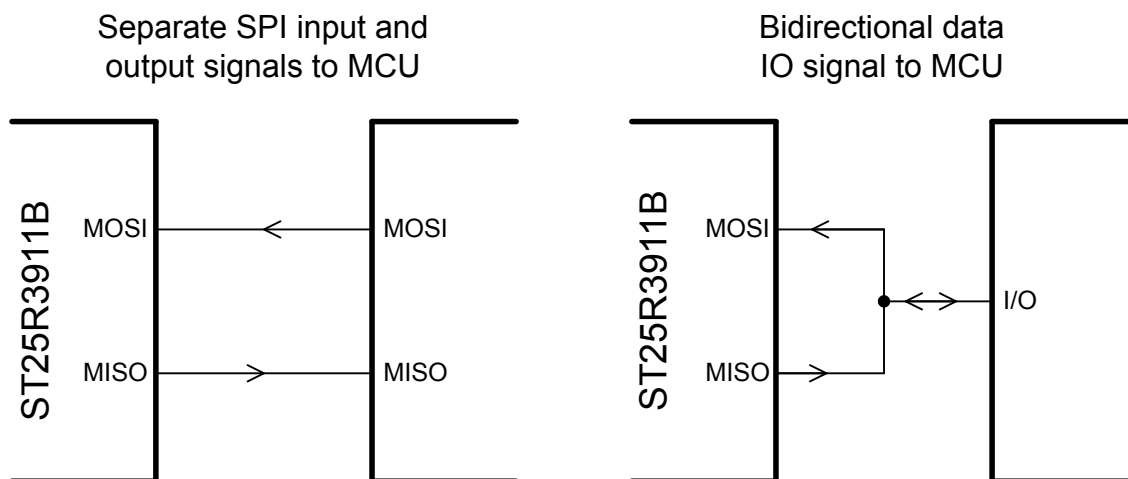 Separate SPI input and
output signals to MCU
ST25R3911B
MOSI
MOSI
MISO
MISO
Bidirectional data
IO signal to MCU
ST25R3911B
MOSI
I/O
MISO